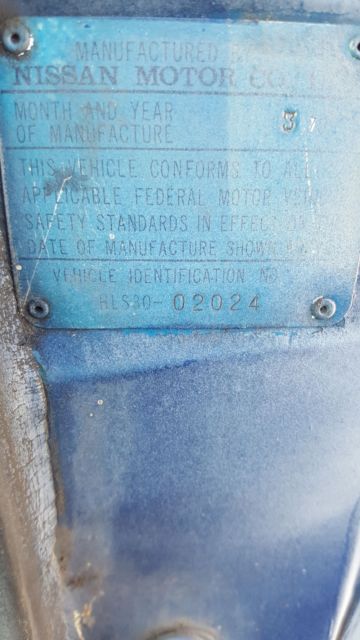 MANUFACTURED
NISSAN MOTOR CO.
MONTH AND YEAR
OF MANUFACTURE
THIS VEHICLE CONFORMS TO ALL
APPLICABLE FEDERAL MOTOR
SAFETY STANDARDS IN EFFECT ON
DATE OF MANUFACTURE SHOWN
VEHICLE IDENTIFICATION NO
HLS30-02024